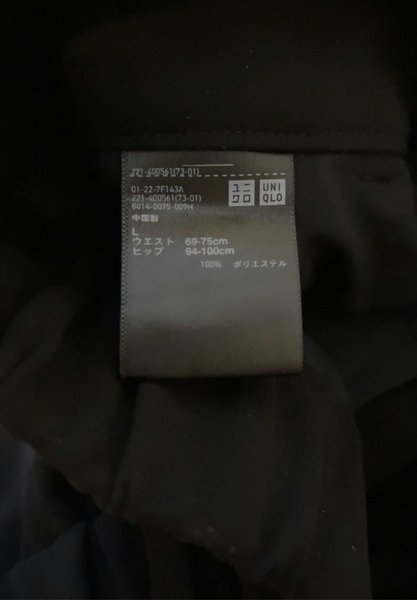 221-400561(73-01)
01-22-7F143A
221-400561(73-01)
801A-0075-009H
ユニ
クロ
UNI
QLO
中国製
L
ウエスト 69-75cm
ヒップ 94-100cm
100% ポリエステル